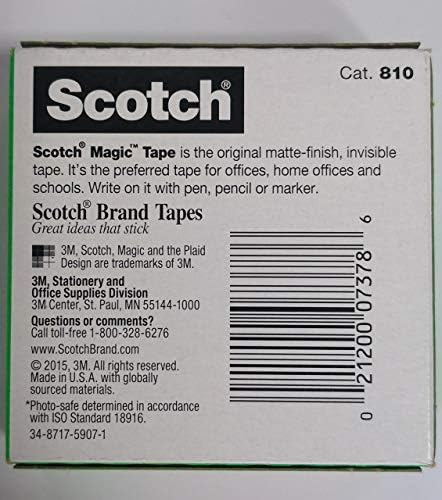 Scotch®
Cat. 810
Scotch® Magic™ Tape is the original matte-finish, invisible
tape. It's the preferred tape for offices, home offices and
schools. Write on it with pen, pencil or marker.
Scotch® Brand Tapes
Great ideas that stick
3M, Scotch, Magic and the Plaid
Design are trademarks of 3M.
3M, Stationery and
Office Supplies Division
3M Center, St. Paul, MN 55144-1000
Questions or comments?
Call toll-free 1-800-328-6276
www.ScotchBrand.com
© 2015, 3M. All rights reserved.
Made in U.S.A. with globally
sourced materials.
*Photo-safe determined in accordance
with ISO Standard 18916.
34-8717-5907-1
0 21200 07378 6